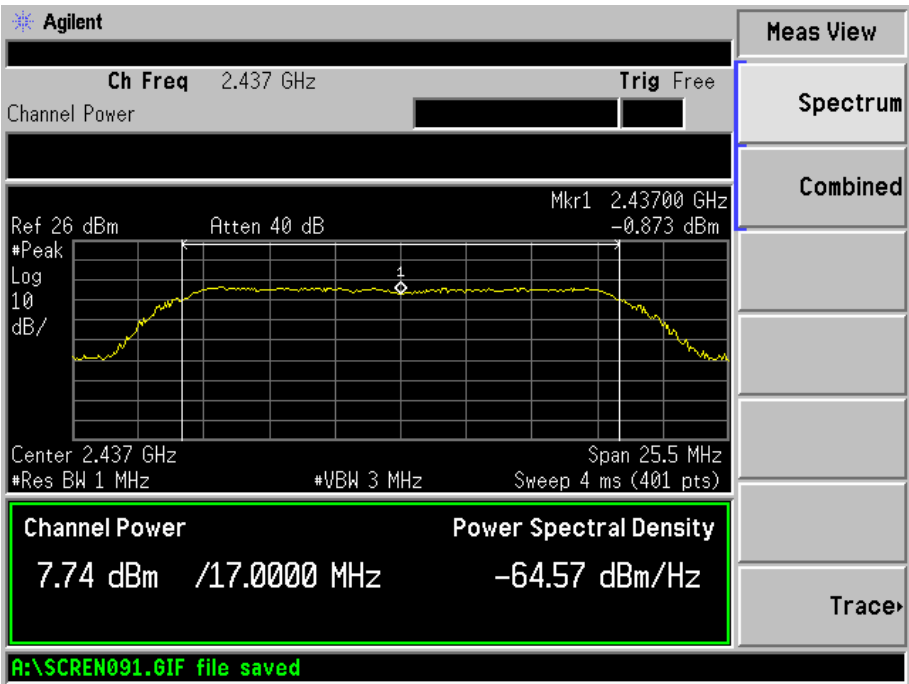 Agilent
Ch Freq 2.437 GHz Trig Free
Channel Power
Meas View
Spectrum
Combined
Trace
Mkr1 2.43700 GHz
Ref 26 dBm Atten 40 dB -0.873 dBm
#Peak
Log
10
dB/
1
Center 2.437 GHz Span 25.5 MHz
#Res BW 1 MHz #VBW 3 MHz Sweep 4 ms (401 pts)
Channel Power Power Spectral Density
7.74 dBm /17.0000 MHz -64.57 dBm/Hz
A:\SCREN091.GIF file saved